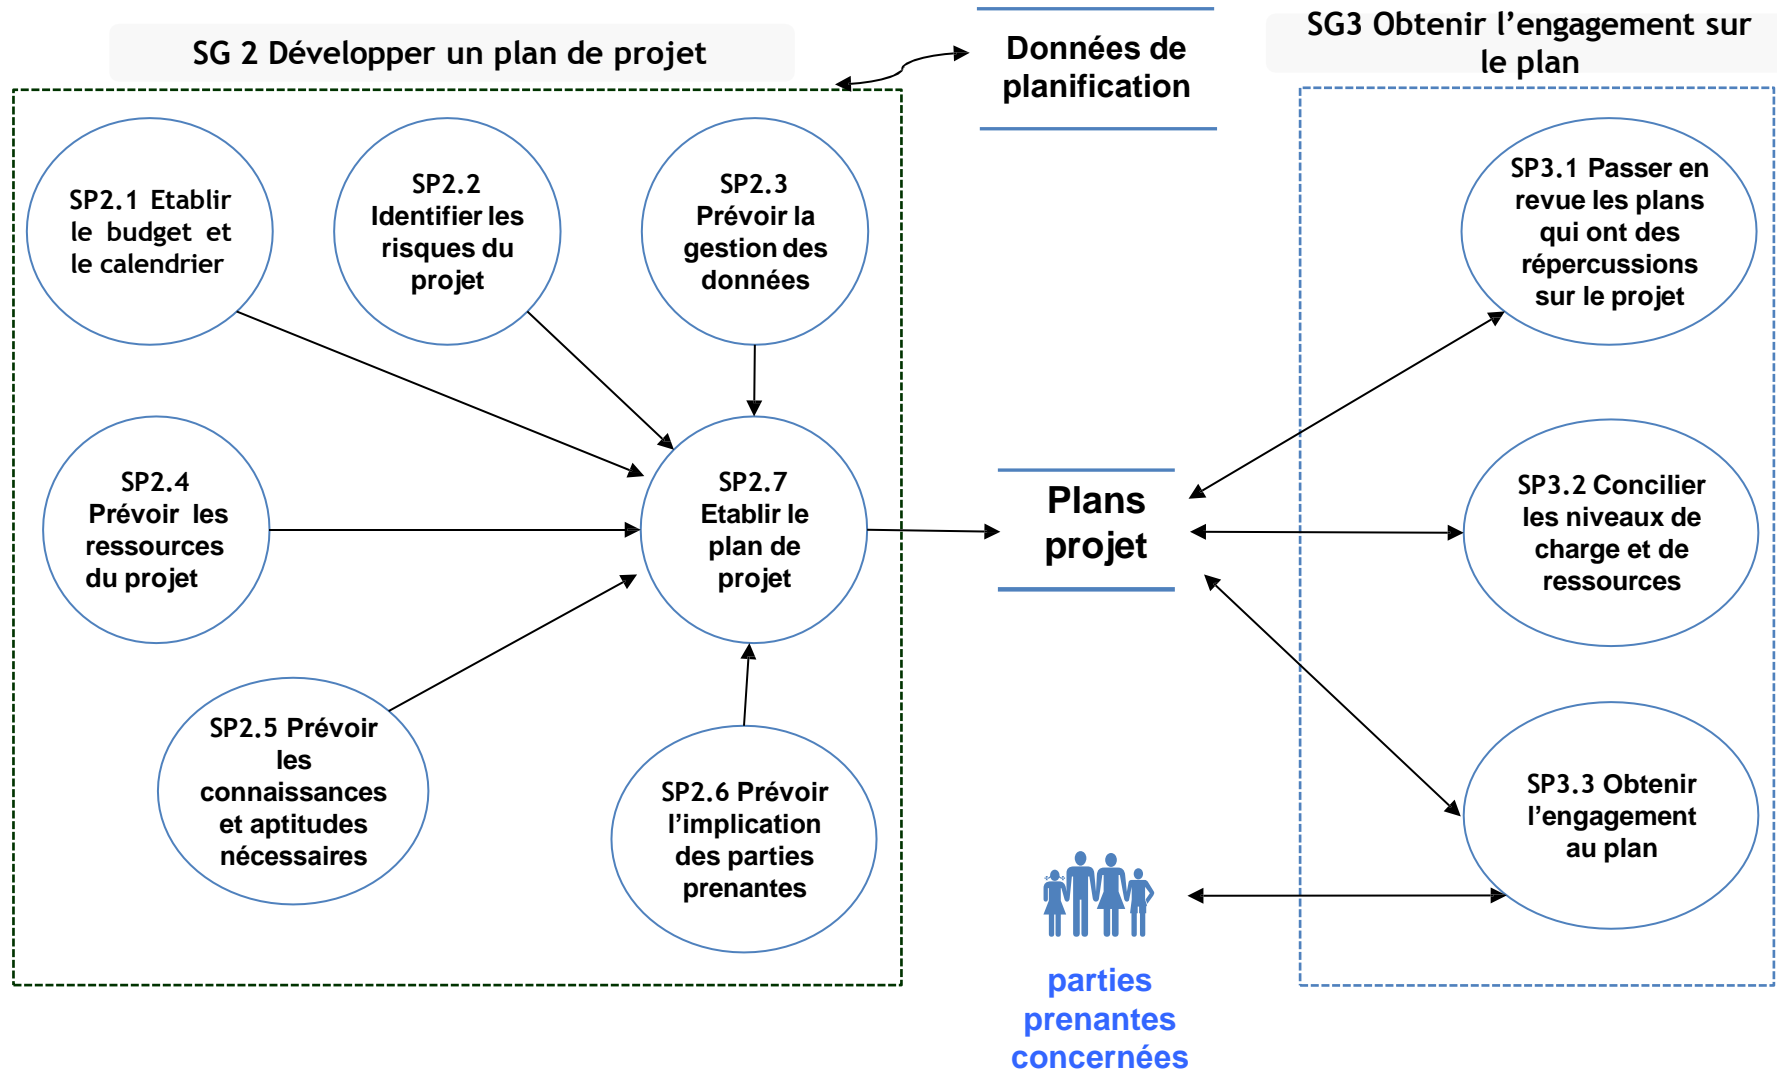 SG 2 Développer un plan de projet
Données de
planification
SG3 Obtenir l’engagement sur
le plan
SP2.1 Etablir
le budget et
le calendrier
SP2.2
Identifier les
risques du
projet
SP2.3
Prévoir la
gestion des
données
SP3.1 Passer en
revue les plans
qui ont des
répercussions
sur le projet
SP2.4
Prévoir les
ressources
du projet
SP2.7
Etablir le
plan de
projet
Plans
projet
SP3.2 Concilier
les niveaux de
charge et de
ressources
SP2.5 Prévoir
les
connaissances
et aptitudes
nécessaires
SP2.6 Prévoir
l’implication
des parties
prenantes
SP3.3 Obtenir
l’engagement
au plan
parties
prenantes
concernées